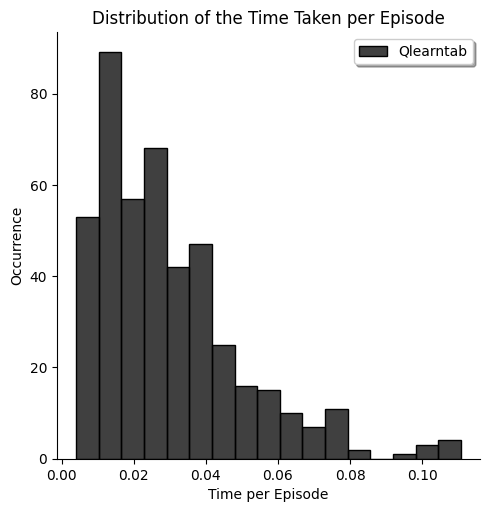 Distribution of the Time Taken per Episode
Qlearntab
Occurrence
80
60
40
20
0
0.00 0.02 0.04 0.06 0.08 0.10
Time per Episode